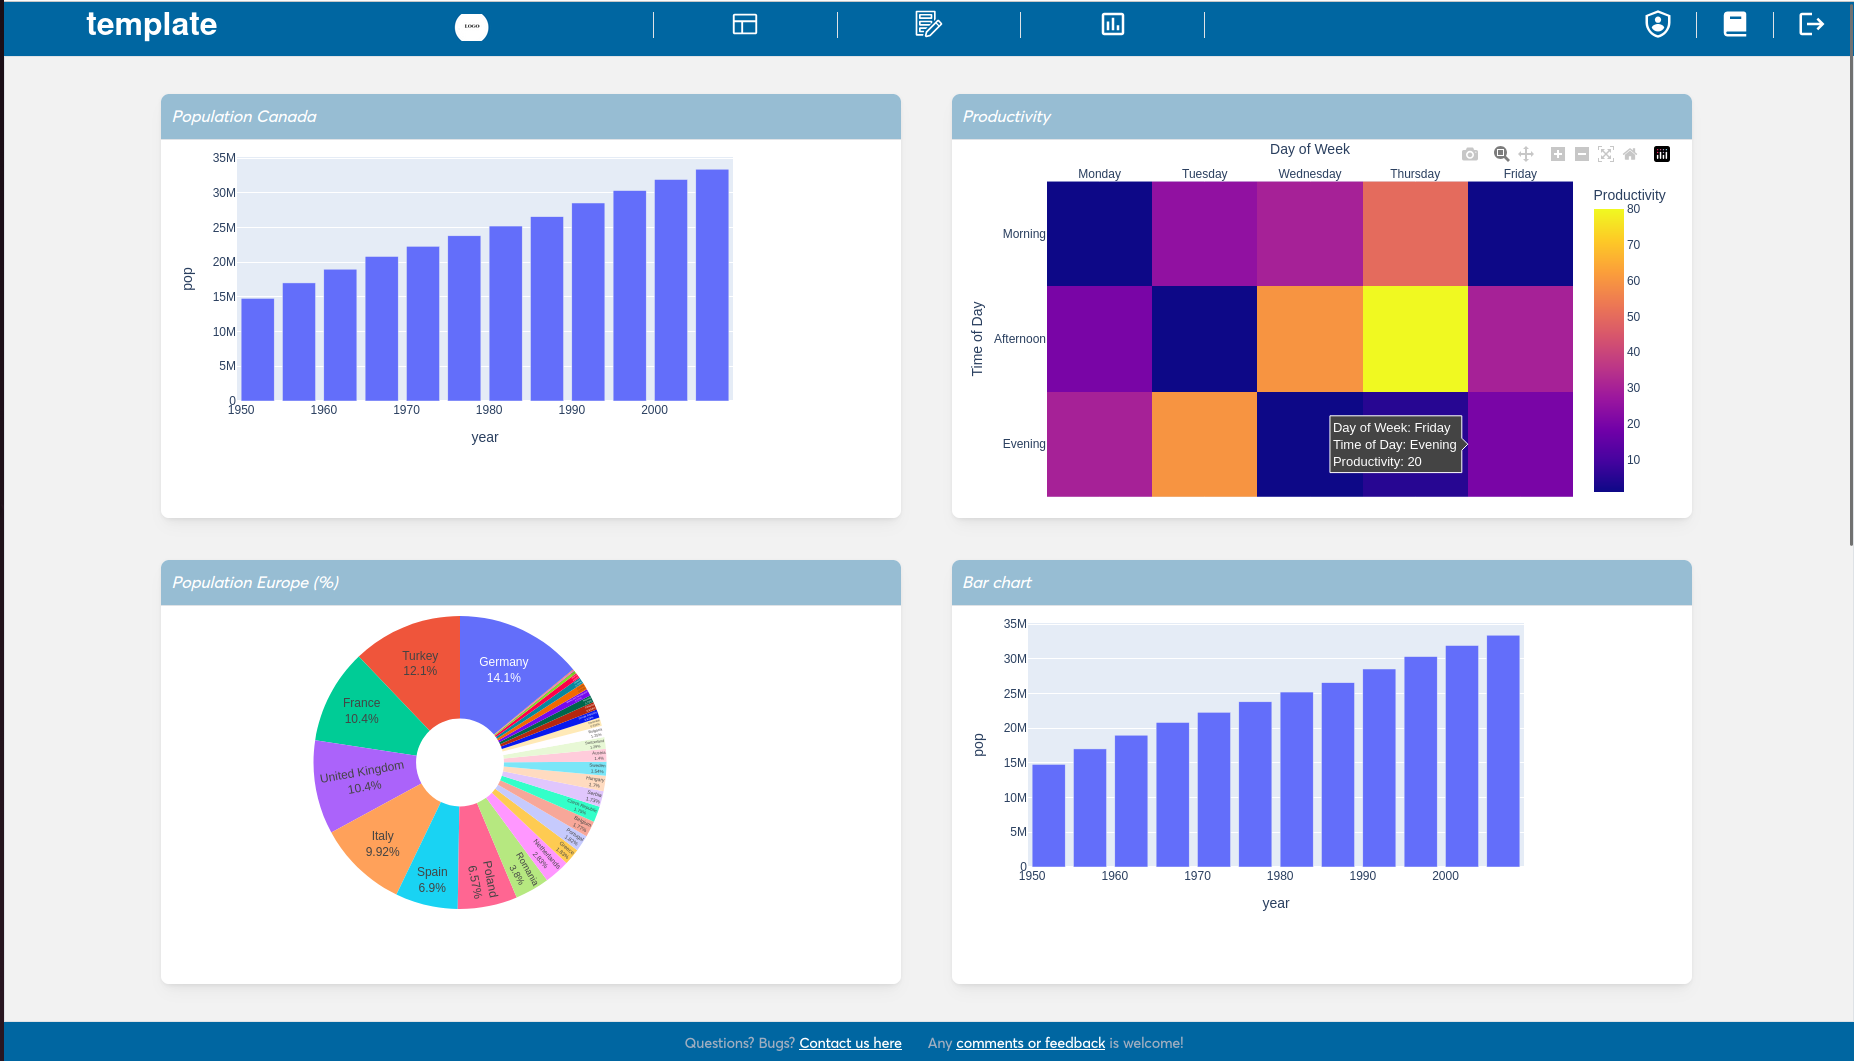 template
LOGO
Population Canada
35M
30M
25M
20M
15M
10M
5M
0
pop
1950 1960 1970 1980 1990 2000
year
Productivity
Day of Week
Monday Tuesday Wednesday Thursday Friday
Morning
Afternoon
Evening
Time of Day
Day of Week: Friday
Time of Day: Evening
Productivity: 20
Productivity
80
70
60
50
40
30
20
10
Population Europe (%)
Germany
14.1%
Turkey
12.1%
France
10.4%
United Kingdom
10.4%
Italy
9.92%
Spain
6.9%
Poland
6.57%
Romania
3.8%
Netherlands
2.83%
Bar chart
35M
30M
25M
20M
15M
10M
5M
0
pop
1950 1960 1970 1980 1990 2000
year
Questions? Bugs? Contact us here Any comments or feedback is welcome!